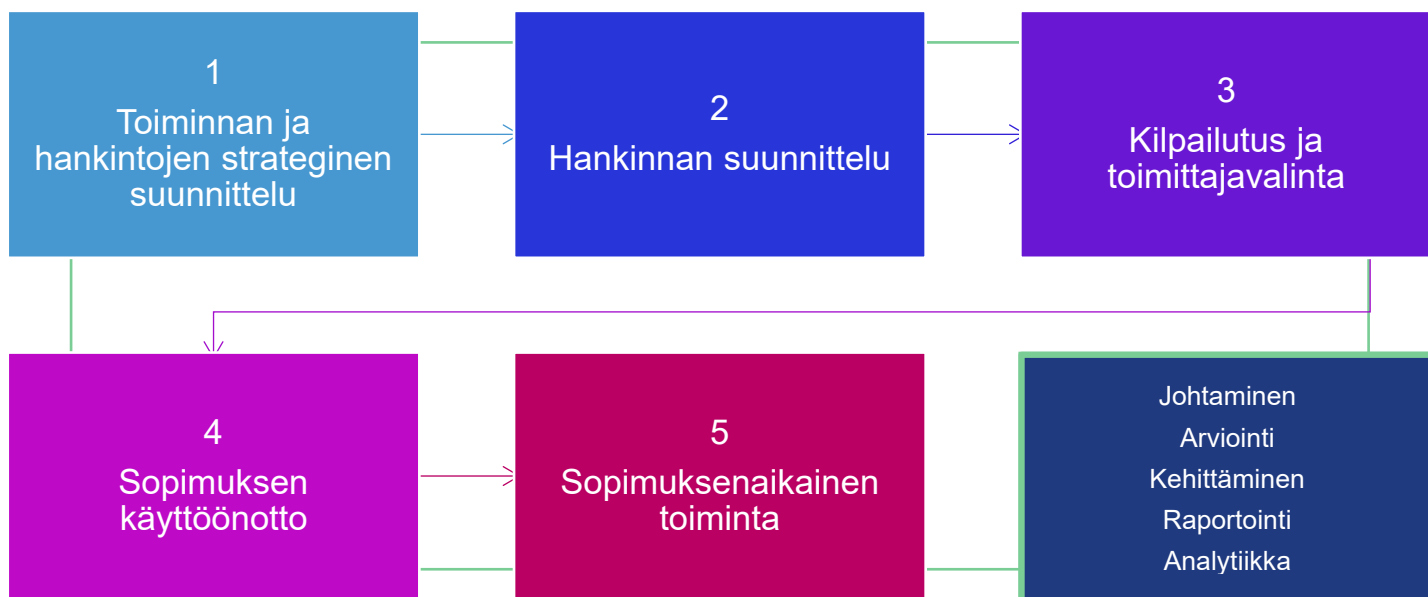 1
Toiminnan ja
hankintojen strateginen
suunnittelu
2
Hankinnan suunnittelu
3
Kilpailutus ja
toimittajavalinta
4
Sopimuksen
käyttöönotto
5
Sopimuksenaikainen
toiminta
Johtaminen
Arviointi
Kehittäminen
Raportointi
Analytiikka